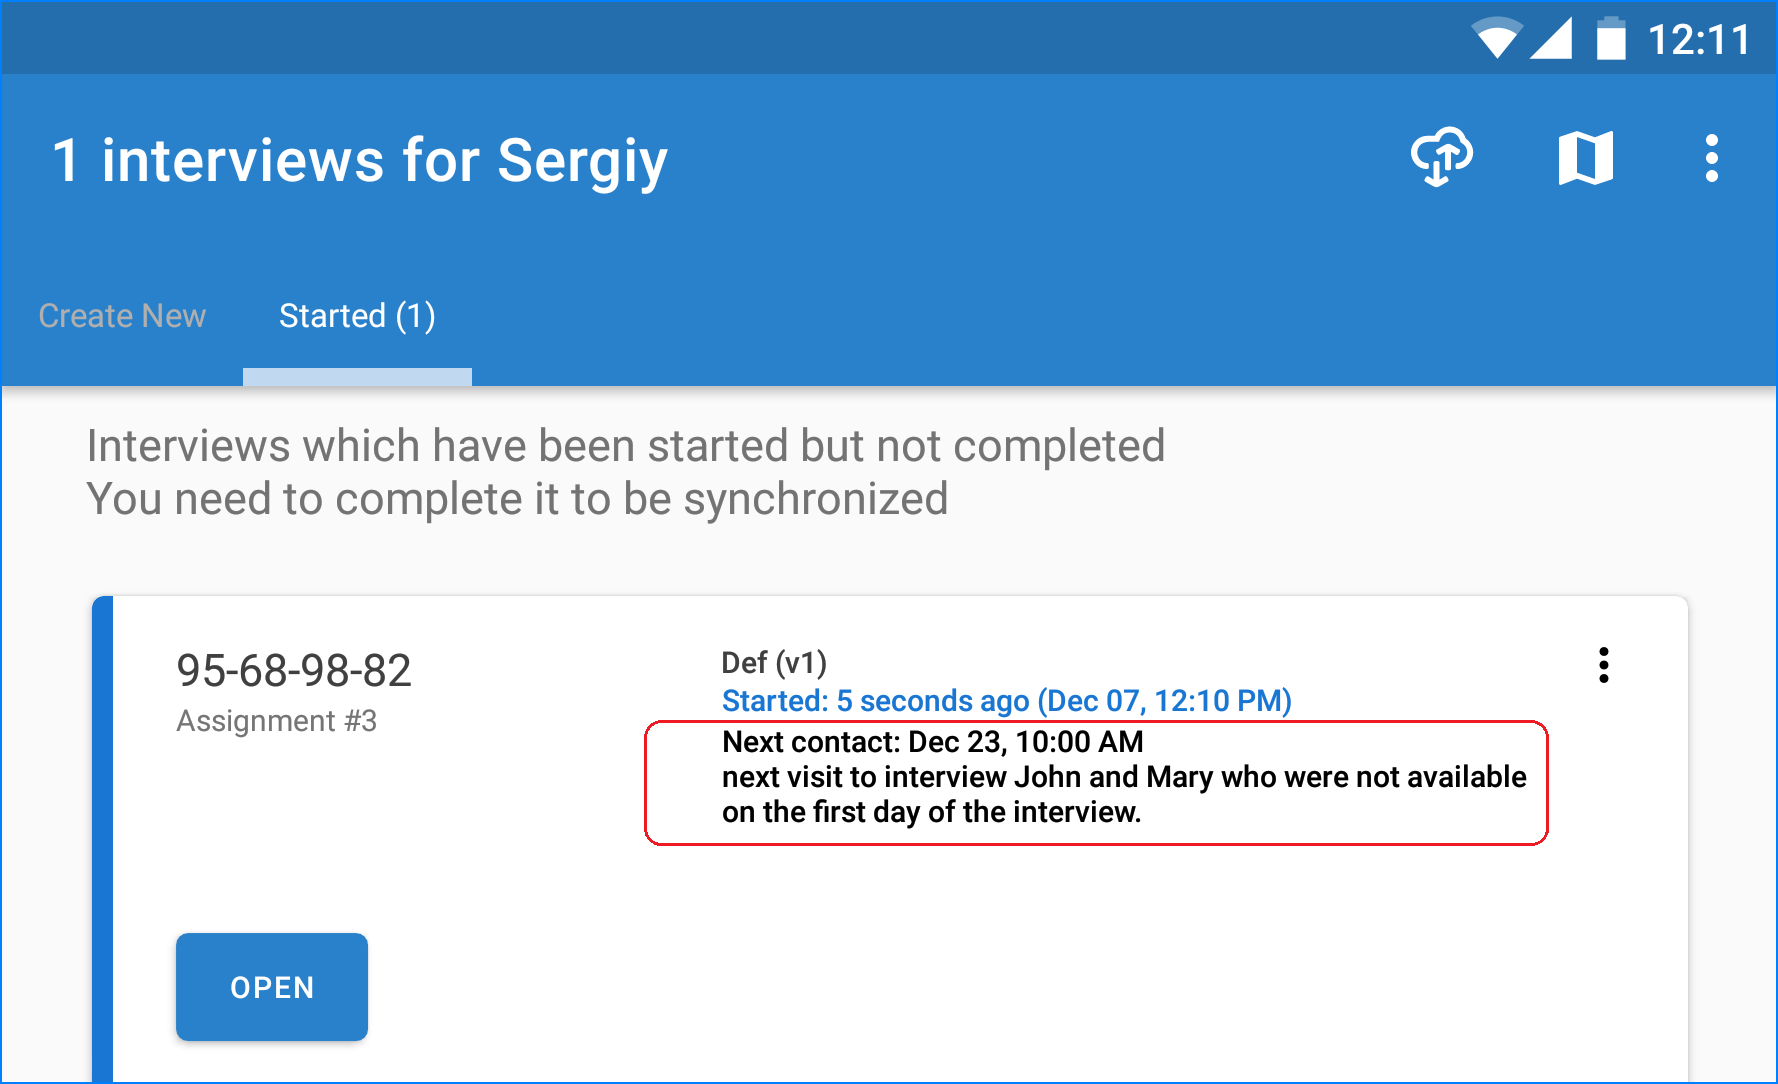 12:11
1 interviews for Sergiy
Create New
Started (1)
Interviews which have been started but not completed
You need to complete it to be synchronized
95-68-98-82
Assignment #3
Def (v1)
Started: 5 seconds ago (Dec 07, 12:10 PM)
Next contact: Dec 23, 10:00 AM
next visit to interview John and Mary who were not available
on the first day of the interview.
OPEN